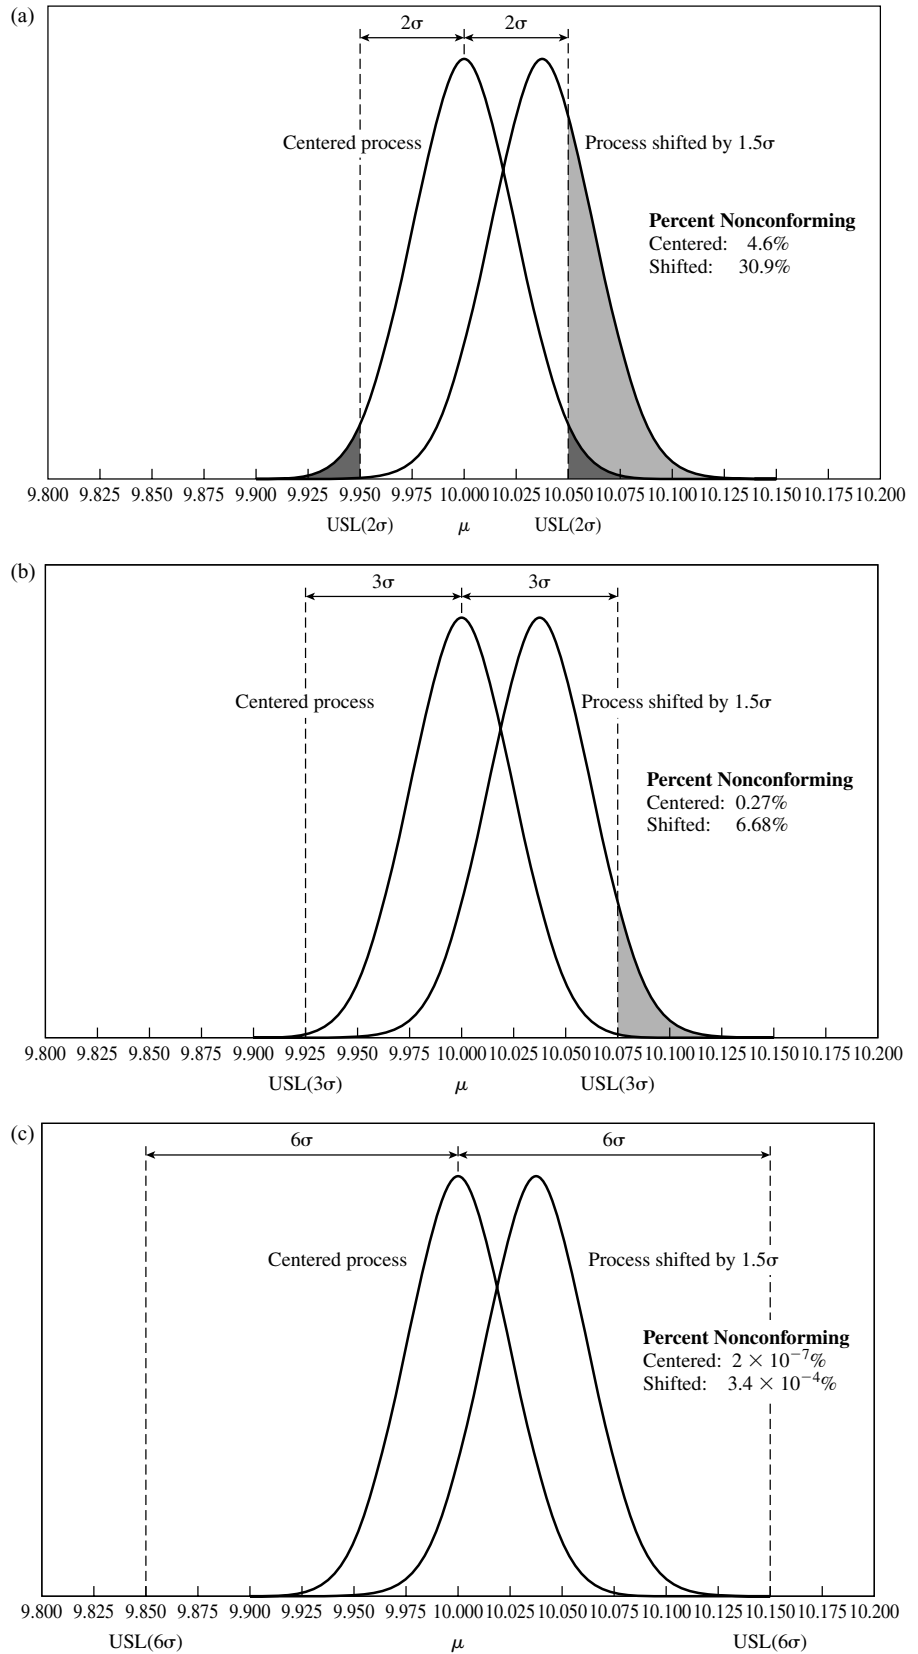 (a)
2σ 2σ
Centered process Process shifted by 1.5σ
Percent Nonconforming
Centered: 4.6%
Shifted: 30.9%
9.800 9.825 9.850 9.875 9.900 9.925 9.950 9.975 10.000 10.025 10.050 10.075 10.100 10.125 10.150 10.175 10.200
USL(2σ) μ USL(2σ)
(b)
3σ 3σ
Centered process Process shifted by 1.5σ
Percent Nonconforming
Centered: 0.27%
Shifted: 6.68%
9.800 9.825 9.850 9.875 9.900 9.925 9.950 9.975 10.000 10.025 10.050 10.075 10.100 10.125 10.150 10.175 10.200
USL(3σ) μ USL(3σ)
(c)
6σ 6σ
Centered process Process shifted by 1.5σ
Percent Nonconforming
Centered: 2 × 10⁻⁷%
Shifted: 3.4 × 10⁻⁴%
9.800 9.825 9.850 9.875 9.900 9.925 9.950 9.975 10.000 10.025 10.050 10.075 10.100 10.125 10.150 10.175 10.200
USL(6σ) μ USL(6σ)